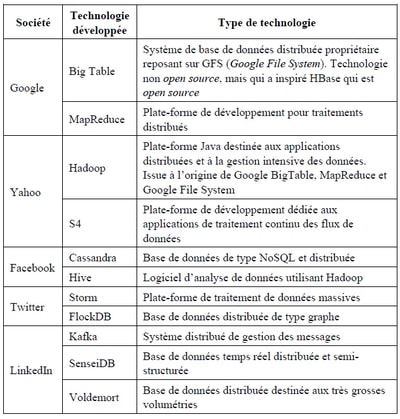 Société
Technologie
développée
Type de technologie
Google
Big Table
Système de base de données distribuée propriétaire
reposant sur GFS (Google File System). Technologie
non open source, mais qui a inspiré HBase qui est
open source
MapReduce
Plate-forme de développement pour traitements
distribués
Yahoo
Hadoop
Plate-forme Java destinée aux applications
distribuées et à la gestion intensive des données.
Issue à l'origine de Google BigTable, MapReduce et
Google File System
S4
Plate-forme de développement dédiée aux
applications de traitement continu des flux de
données
Facebook
Cassandra
Base de données de type NoSQL et distribuée
Hive
Logiciel d'analyse de données utilisant Hadoop
Twitter
Storm
Plate-forme de traitement de données massives
FlockDB
Base de données distribuée de type graphe
LinkedIn
Kafka
Système distribué de gestion des messages
SenseiDB
Base de données temps réel distribuée et semi-
structurée
Voldemort
Base de données distribuée destinée aux très grosses
volumétries